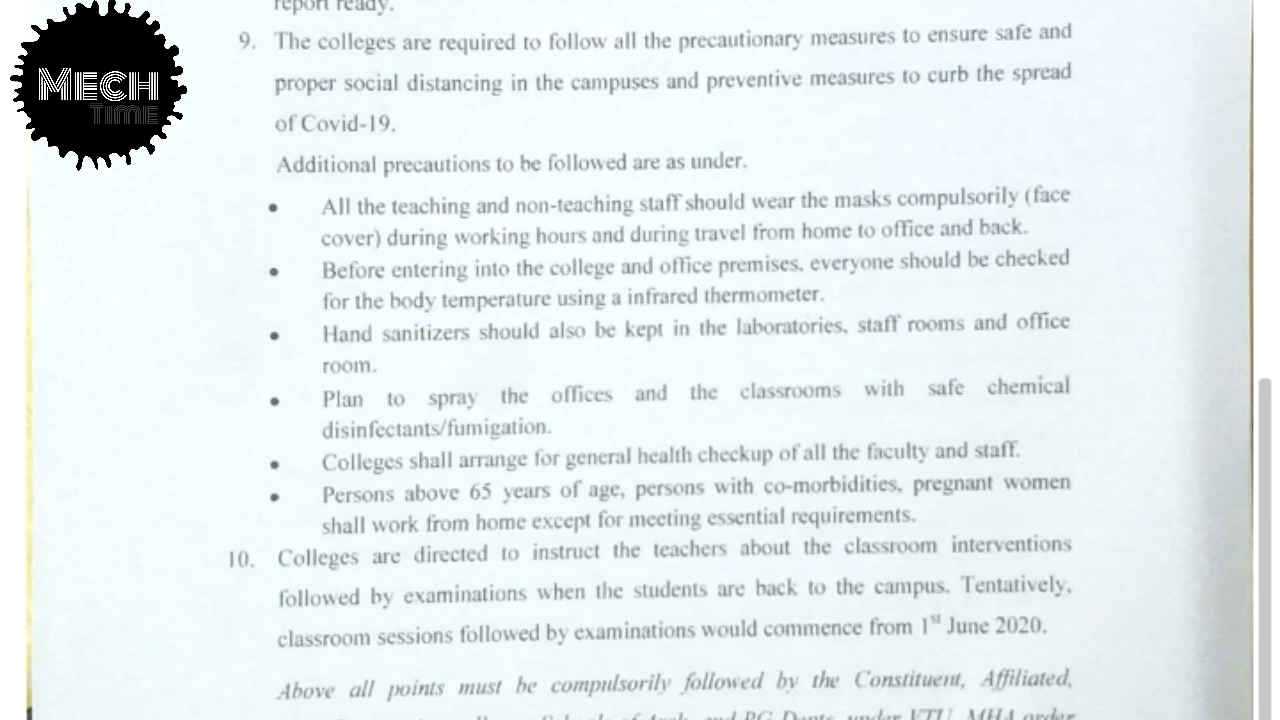 MECH
TIME
report ready.
9. The colleges are required to follow all the precautionary measures to ensure safe and
proper social distancing in the campuses and preventive measures to curb the spread
of Covid-19.
Additional precautions to be followed are as under.
• All the teaching and non-teaching staff should wear the masks compulsorily (face
cover) during working hours and during travel from home to office and back.
• Before entering into the college and office premises, everyone should be checked
for the body temperature using a infrared thermometer.
• Hand sanitizers should also be kept in the laboratories, staff rooms and office
room.
• Plan to spray the offices and the classrooms with safe chemical
disinfectants/fumigation.
• Colleges shall arrange for general health checkup of all the faculty and staff.
• Persons above 65 years of age, persons with co-morbidities, pregnant women
shall work from home except for meeting essential requirements.
10. Colleges are directed to instruct the teachers about the classroom interventions
followed by examinations when the students are back to the campus. Tentatively,
classroom sessions followed by examinations would commence from 1st June 2020.
Above all points must be compulsorily followed by the Constituent, Affiliated,
and PG Depts. under VTU. MHA order